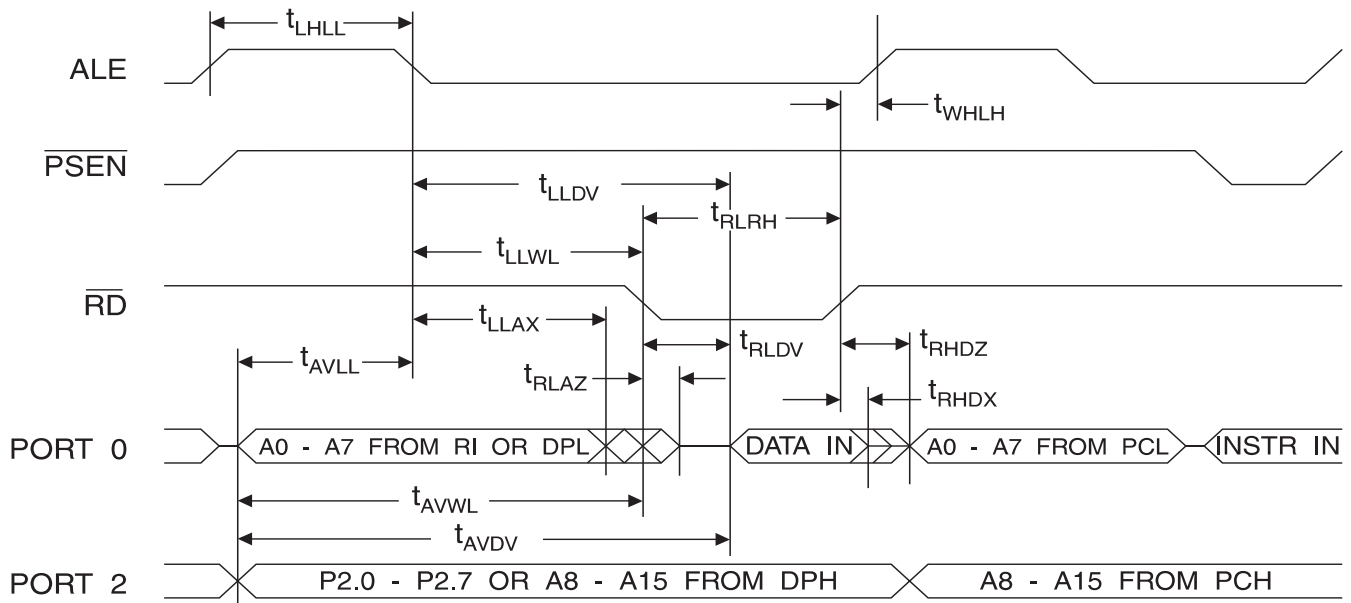 tLHLL
ALE
tWHLH
PSEN
tLLDV
tRLRH
tLLWL
RD
tLLAX
tRLDV
tRHDZ
tAVLL
tRLAZ
tRHDX
PORT 0
A0 - A7 FROM RI OR DPL
DATA IN
A0 - A7 FROM PCL
INSTR IN
tAVWL
tAVDV
PORT 2
P2.0 - P2.7 OR A8 - A15 FROM DPH
A8 - A15 FROM PCH